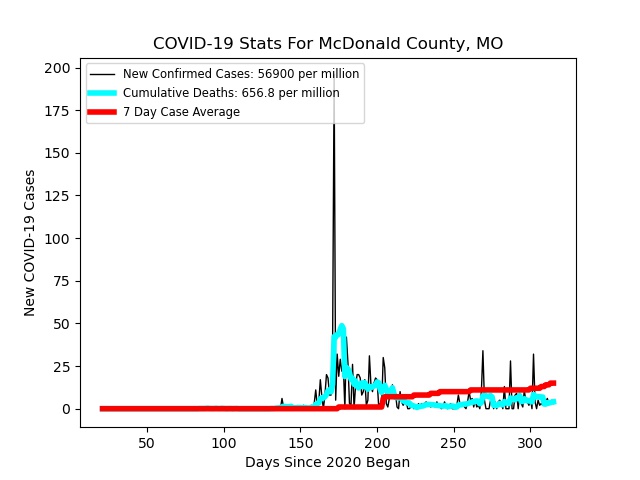 COVID-19 Stats For McDonald County, MO
New Confirmed Cases: 56900 per million
Cumulative Deaths: 656.8 per million
7 Day Case Average
New COVID-19 Cases
200
175
150
125
100
75
50
25
0
50 100 150 200 250 300
Days Since 2020 Began